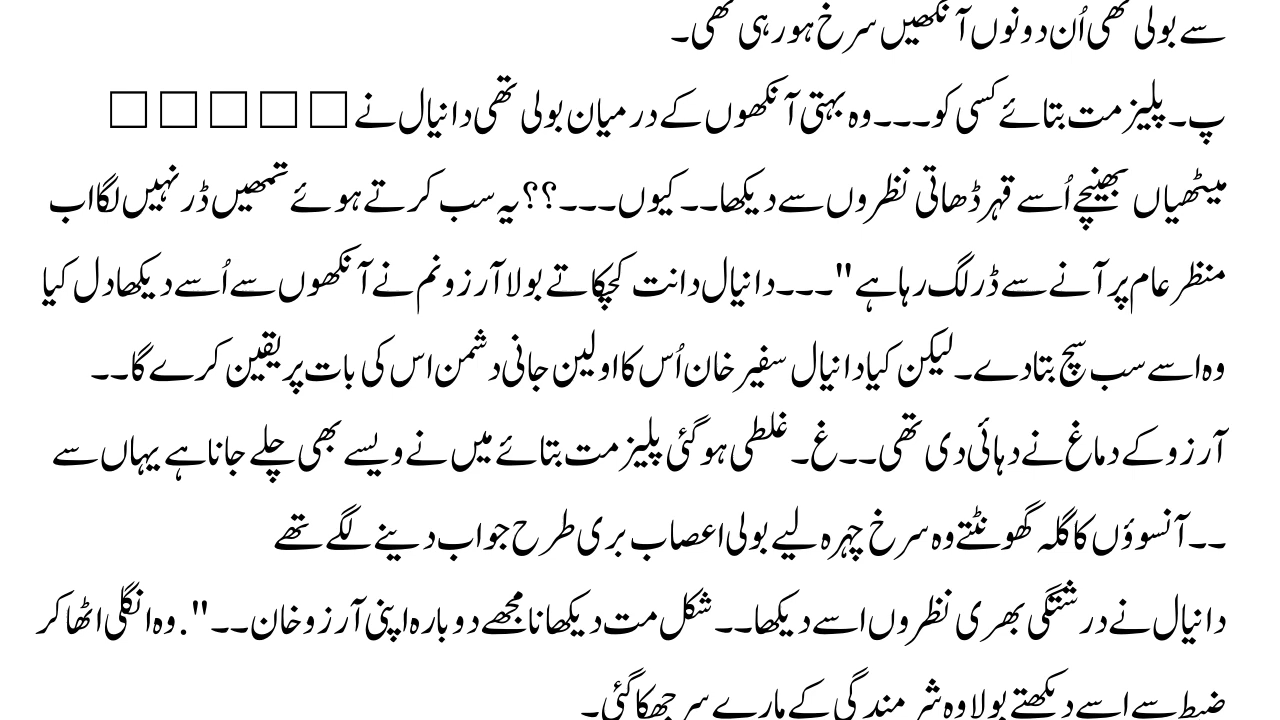 سے بولی تھی اُن دونوں آنکھیں سرخ ہورہی تھی۔
پ۔پلیز مت بتائے کسی کو۔۔۔وہ بہتی آنکھوں کے درمیان بولی تھی دانیال نے □□□□□
میٹھیاں بھینچے اُسے قہر ڈھاتی نظروں سے دیکھا۔۔کیوں۔۔۔؟؟یہ سب کرتے ہوئے تمھیں ڈر نہیں لگا اب
منظر عام پر آنے سے ڈر لگ رہا ہے "۔۔۔دانیال دانت کچکاتے بولا آرزو نم نے آنکھوں سے اُسے دیکھا دل کیا
وہ اسے سب سچ بتادے۔لیکن کیا دانیال سفیر خان اُس کا اولین جانی دشمن اس کی بات پر یقین کرے گا۔۔
آرزو کے دماغ نے دہائی دی تھی۔۔غ۔غلطی ہو گئی پلیز مت بتائے میں نے ویسے بھی چلے جانا ہے یہاں سے
۔۔آنسوؤں کا گلہ گھونٹتے وہ سرخ چہرہ لیے بولی اعصاب بری طرح جواب دینے لگے تھے
دانیال نے درشتگی بھری نظروں اسے دیکھا۔۔شکل مت دیکھانا مجھے دوبارہ اپنی آرزو خان۔۔".وہ انگلی اٹھا کر
ضبط سے اسے دیکھتے بولا وہ شرمندگی کے مارے سر جھکا گئی۔